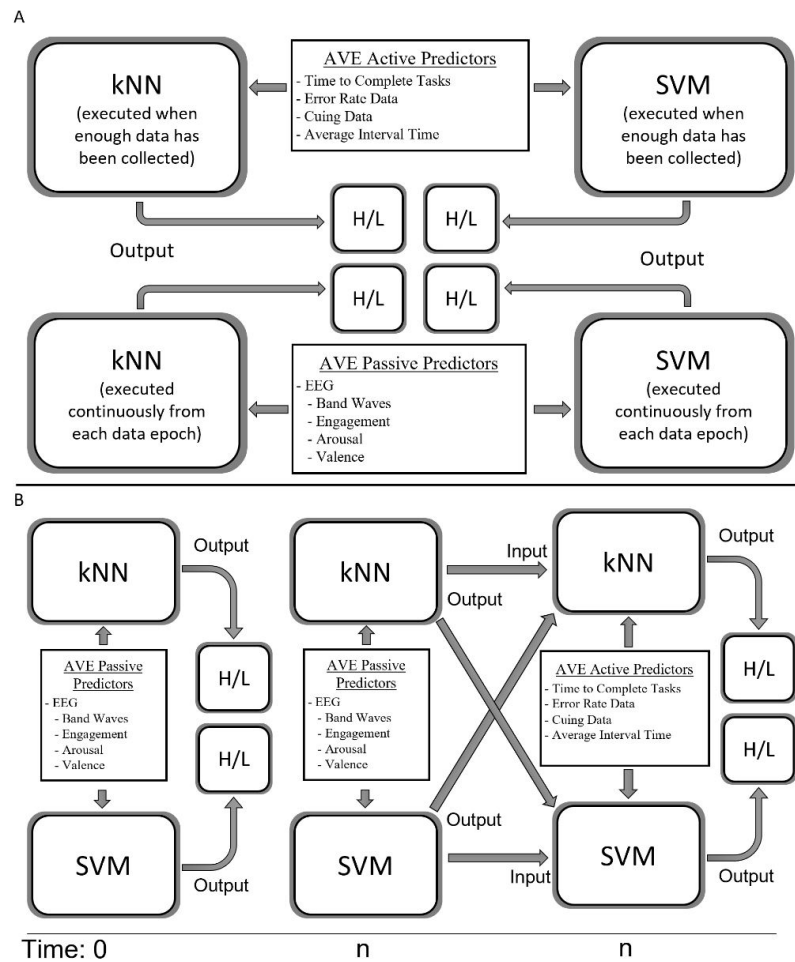 A
kNN
(executed when
enough data has
been collected)
AVE Active Predictors
- Time to Complete Tasks
- Error Rate Data
- Cuing Data
- Average Interval Time
SVM
(executed when
enough data has
been collected)
H/L
H/L
Output
Output
H/L
H/L
kNN
(executed
continuously from
each data epoch)
AVE Passive Predictors
- EEG
- Band Waves
- Engagement
- Arousal
- Valence
SVM
(executed
continuously from
each data epoch)
B
kNN
Output
AVE Passive
Predictors
- EEG
- Band Waves
- Engagement
- Arousal
- Valence
H/L
H/L
SVM
Output
kNN
Output
Input
AVE Passive
Predictors
- EEG
- Band Waves
- Engagement
- Arousal
- Valence
SVM
Output
Input
kNN
Output
AVE Active Predictors
- Time to Complete Tasks
- Error Rate Data
- Cuing Data
- Average Interval Time
H/L
H/L
SVM
Output
Time: 0
n
n